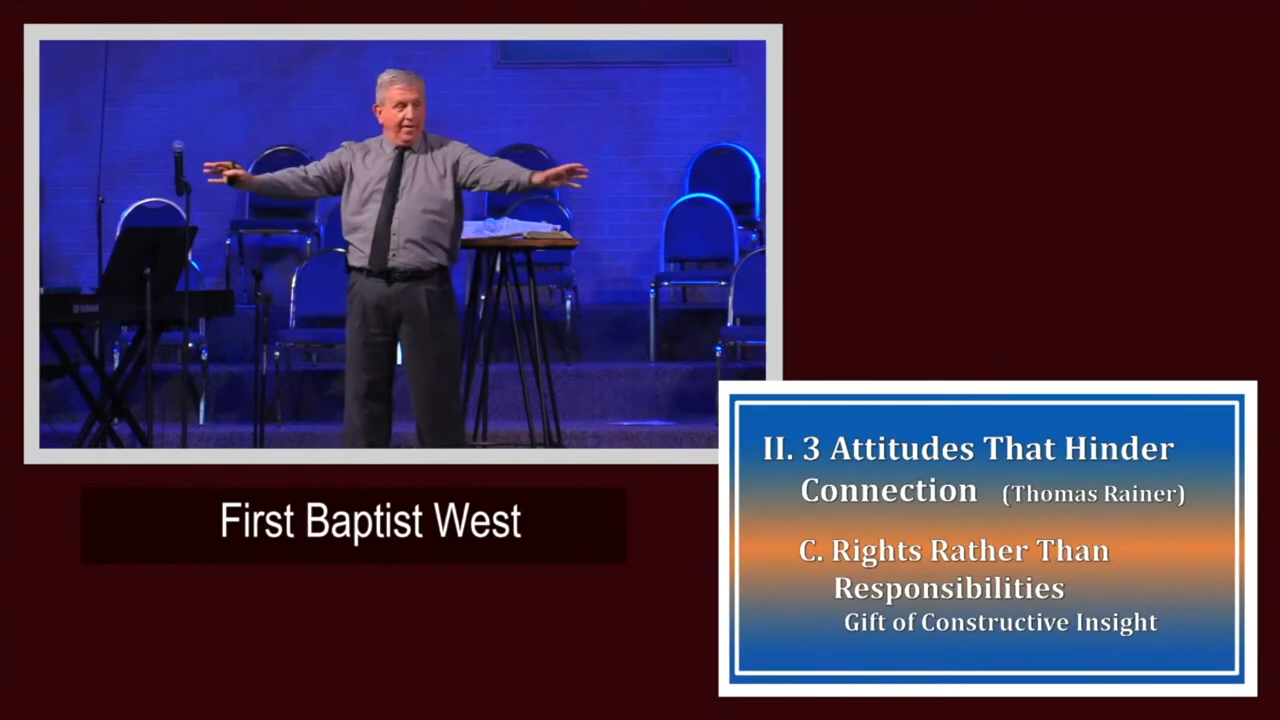 YAMAHA
First Baptist West
II. 3 Attitudes That Hinder
Connection (Thomas Rainer)
C. Rights Rather Than
Responsibilities
Gift of Constructive Insight